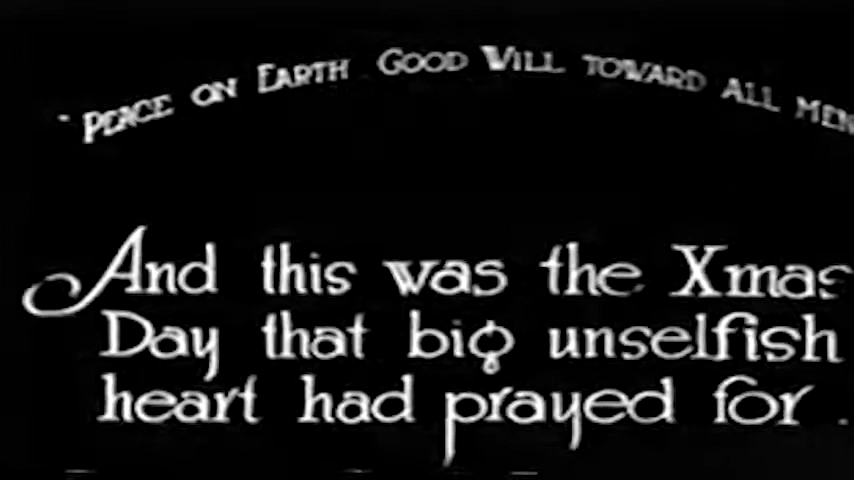 "PEACE ON EARTH GOOD WILL TOWARD ALL MEN
And this was the Xmas
Day that big unselfish
heart had prayed for.